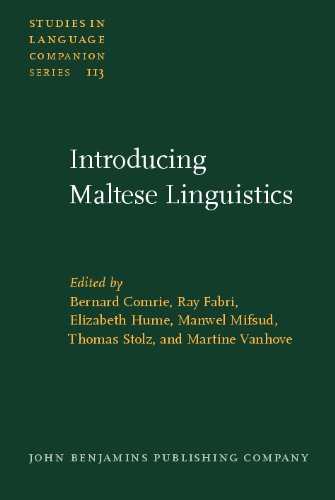 STUDIES IN
LANGUAGE
COMPANION
SERIES 113
Introducing
Maltese Linguistics
Edited by
Bernard Comrie, Ray Fabri,
Elizabeth Hume, Manwel Mifsud,
Thomas Stolz, and Martine Vanhove
JOHN BENJAMINS PUBLISHING COMPANY